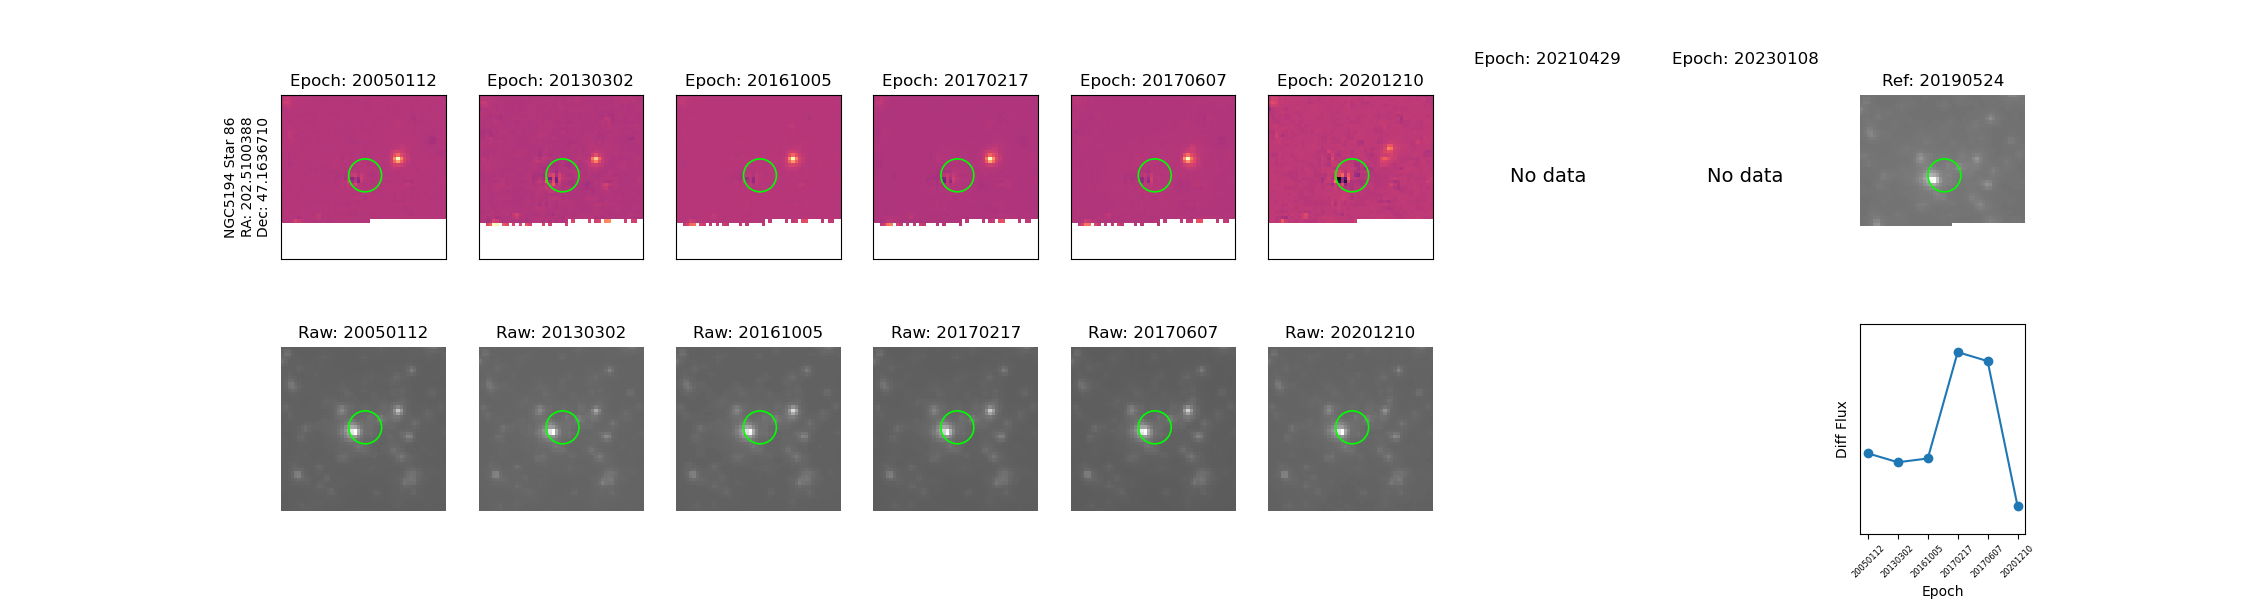 NGC5194 Star 86
RA: 202.5100388
Dec: 47.1636710
Epoch: 20050112
Epoch: 20130302
Epoch: 20161005
Epoch: 20170217
Epoch: 20170607
Epoch: 20201210
Epoch: 20210429
Epoch: 20230108
Ref: 20190524
No data
No data
Raw: 20050112
Raw: 20130302
Raw: 20161005
Raw: 20170217
Raw: 20170607
Raw: 20201210
Diff Flux
20050112
20130302
20161005
20170217
20170607
20201210
Epoch